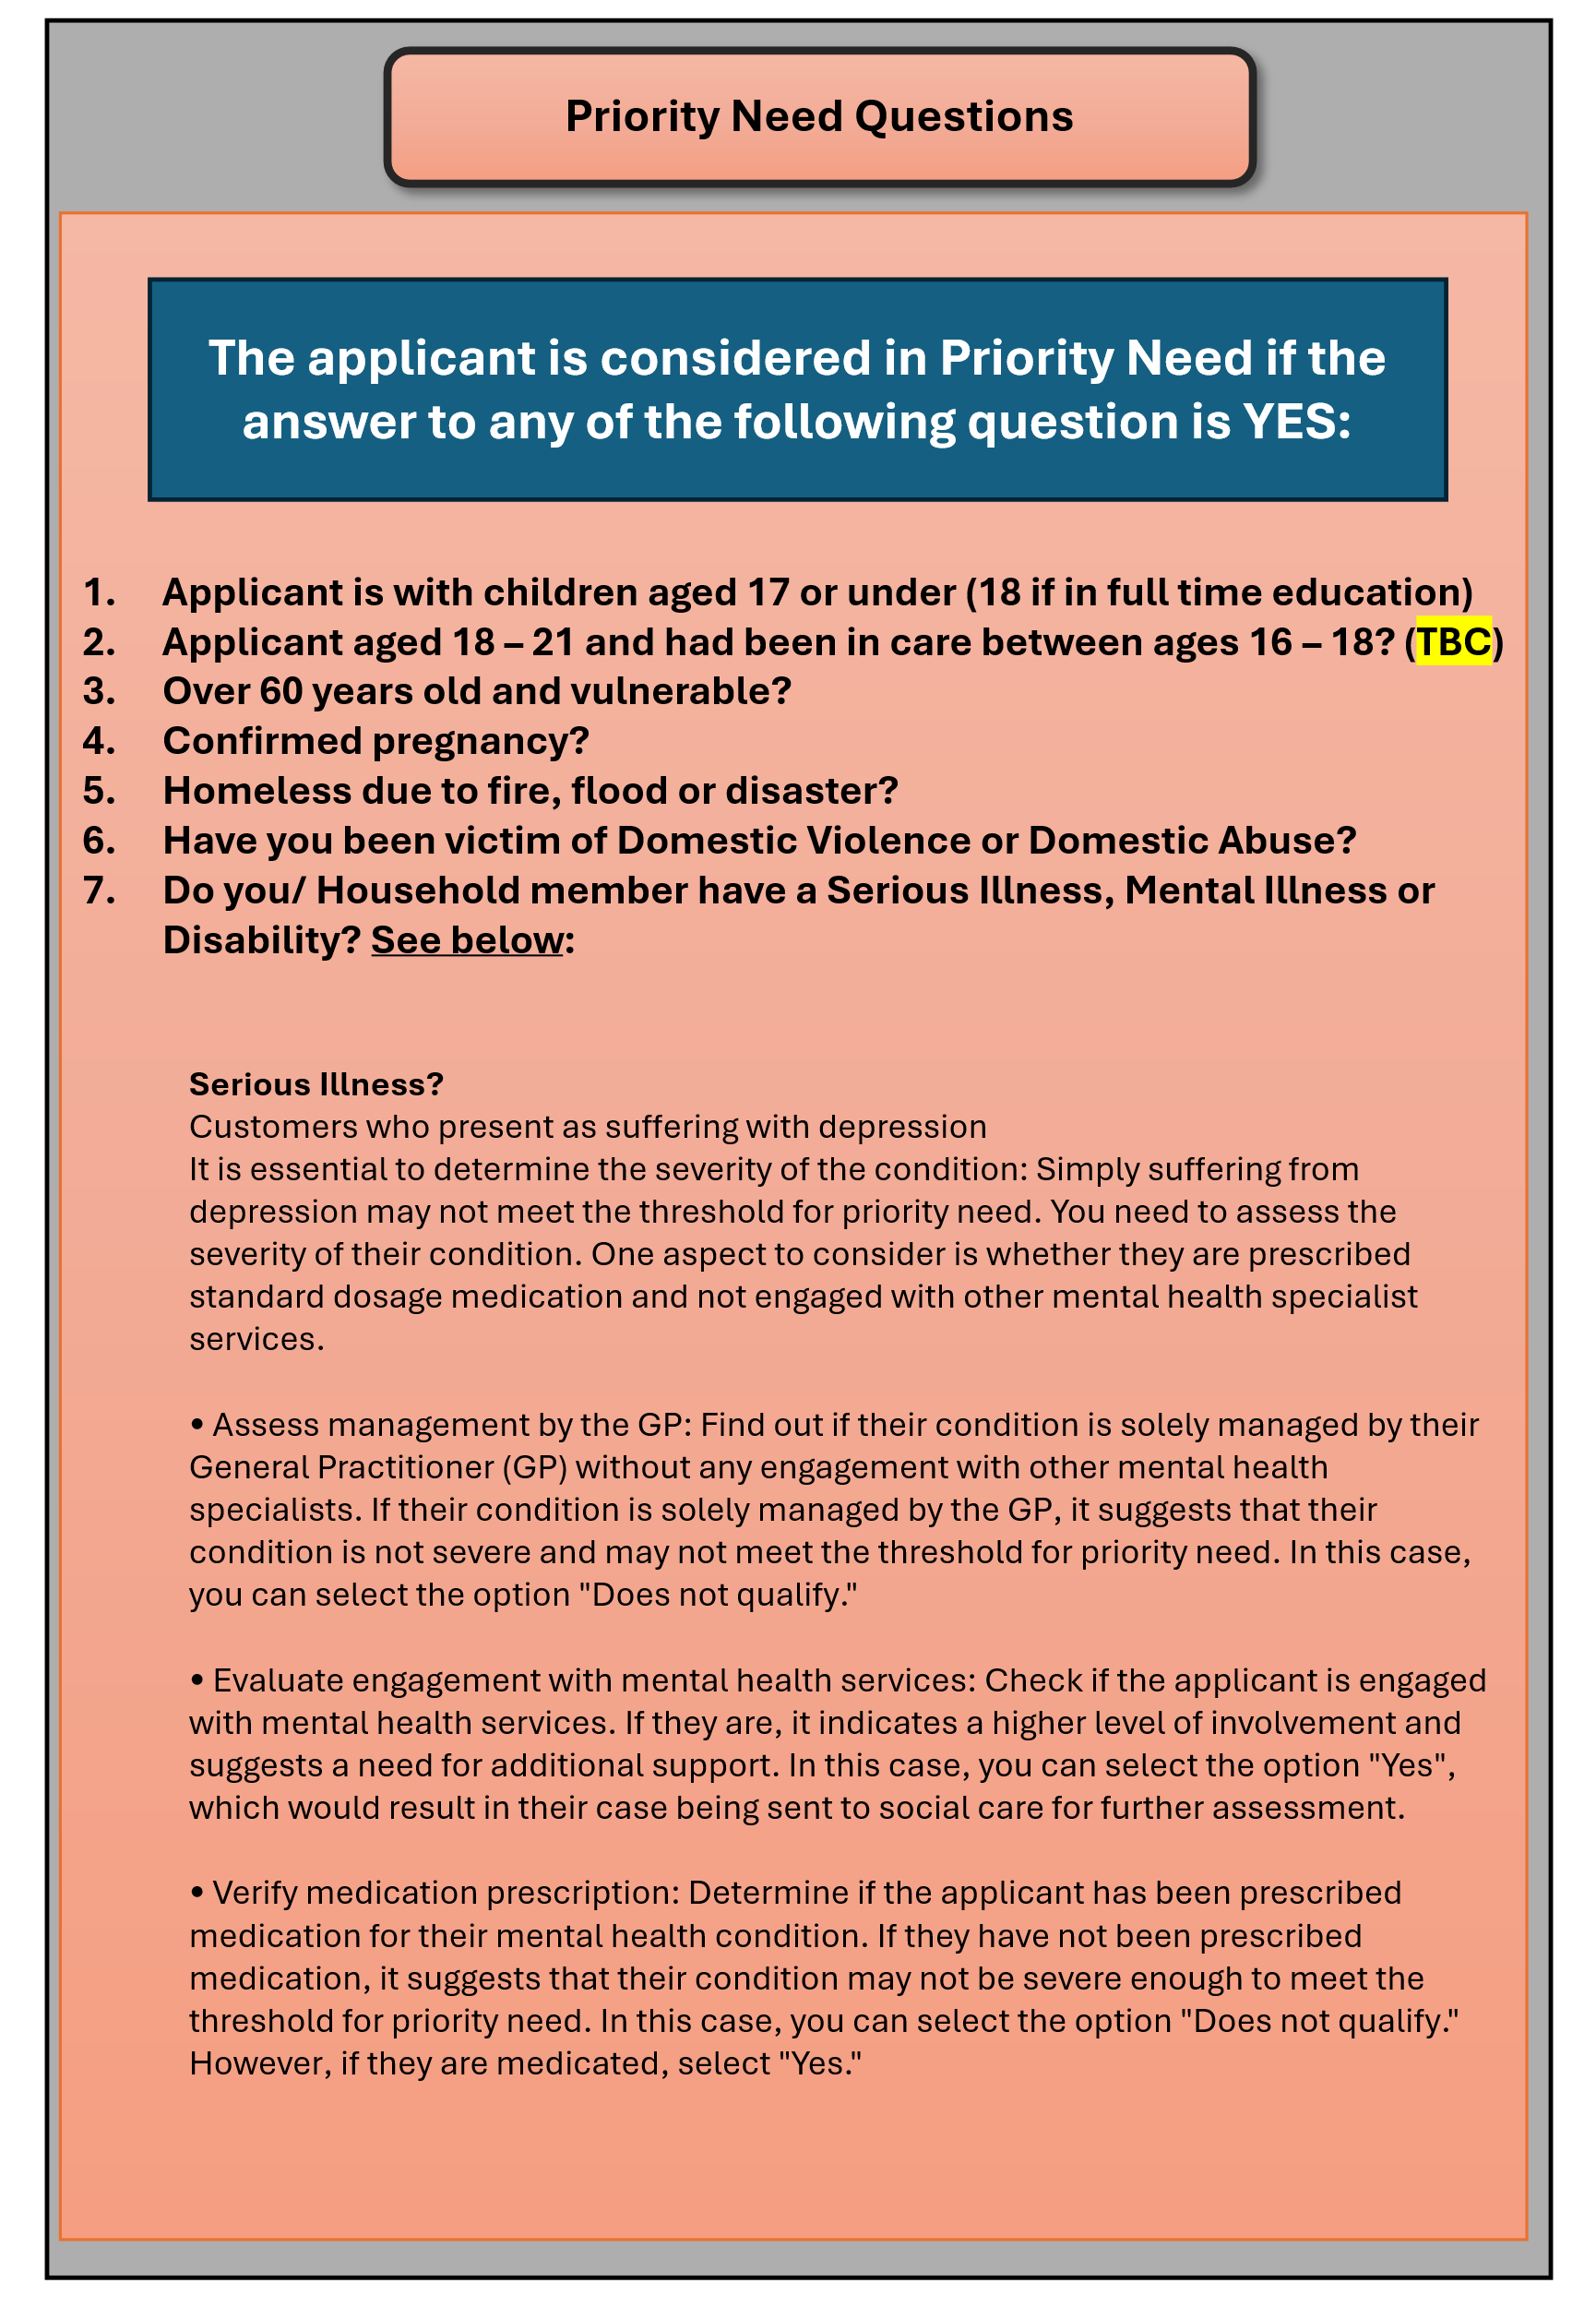 Priority Need Questions
The applicant is considered in Priority Need if the
answer to any of the following question is YES:
1. Applicant is with children aged 17 or under (18 if in full time education)
2. Applicant aged 18 – 21 and had been in care between ages 16 – 18? (TBC)
3. Over 60 years old and vulnerable?
4. Confirmed pregnancy?
5. Homeless due to fire, flood or disaster?
6. Have you been victim of Domestic Violence or Domestic Abuse?
7. Do you/ Household member have a Serious Illness, Mental Illness or
Disability? See below:
Serious Illness?
Customers who present as suffering with depression
It is essential to determine the severity of the condition: Simply suffering from
depression may not meet the threshold for priority need. You need to assess the
severity of their condition. One aspect to consider is whether they are prescribed
standard dosage medication and not engaged with other mental health specialist
services.
• Assess management by the GP: Find out if their condition is solely managed by their
General Practitioner (GP) without any engagement with other mental health
specialists. If their condition is solely managed by the GP, it suggests that their
condition is not severe and may not meet the threshold for priority need. In this case,
you can select the option "Does not qualify."
• Evaluate engagement with mental health services: Check if the applicant is engaged
with mental health services. If they are, it indicates a higher level of involvement and
suggests a need for additional support. In this case, you can select the option "Yes",
which would result in their case being sent to social care for further assessment.
• Verify medication prescription: Determine if the applicant has been prescribed
medication for their mental health condition. If they have not been prescribed
medication, it suggests that their condition may not be severe enough to meet the
threshold for priority need. In this case, you can select the option "Does not qualify."
However, if they are medicated, select "Yes."